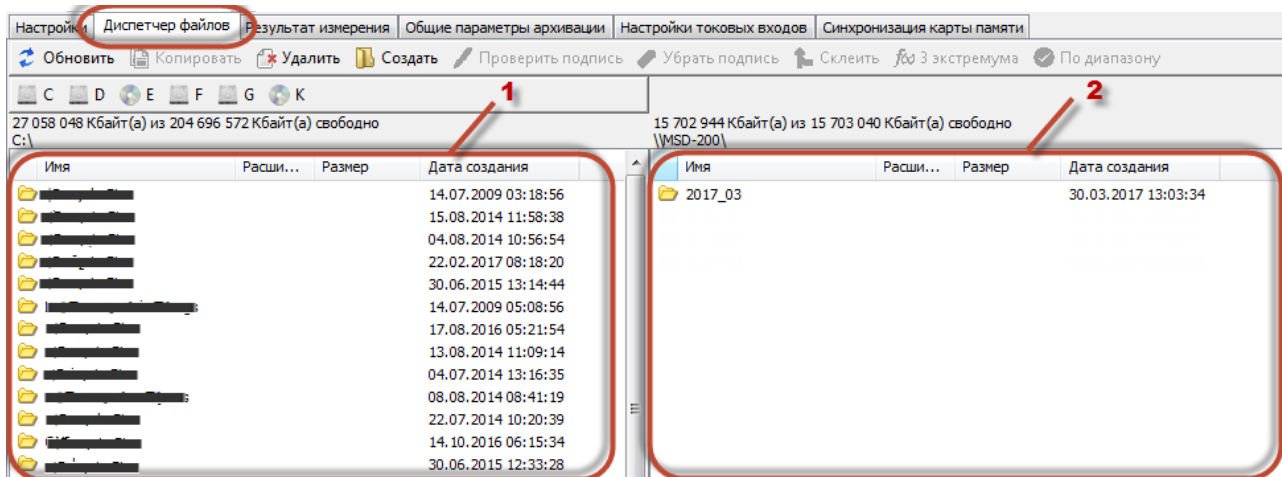 Настройки Диспетчер файлов Результат измерения Общие параметры архивации Настройки токовых входов Синхронизация карты памяти
Обновить Копировать Удалить Создать Проверить подпись Убрать подпись Склеить f(x) 3 экстремума По диапазону
C D E F G K
1
2
27 058 048 Кбайт(а) из 204 696 572 Кбайт(а) свободно
C:\
Имя Расши... Размер Дата создания
14.07.2009 03:18:56
15.08.2014 11:58:38
04.08.2014 10:56:54
22.02.2017 08:18:20
30.06.2015 13:14:44
14.07.2009 05:08:56
17.08.2016 05:21:54
13.08.2014 11:09:14
04.07.2014 13:16:35
08.08.2014 08:41:19
22.07.2014 10:20:39
14.10.2016 06:15:34
30.06.2015 12:33:28
15 702 944 Кбайт(а) из 15 703 040 Кбайт(а) свободно
\\MSD-200\
Имя Расши... Размер Дата создания
2017_03 30.03.2017 13:03:34